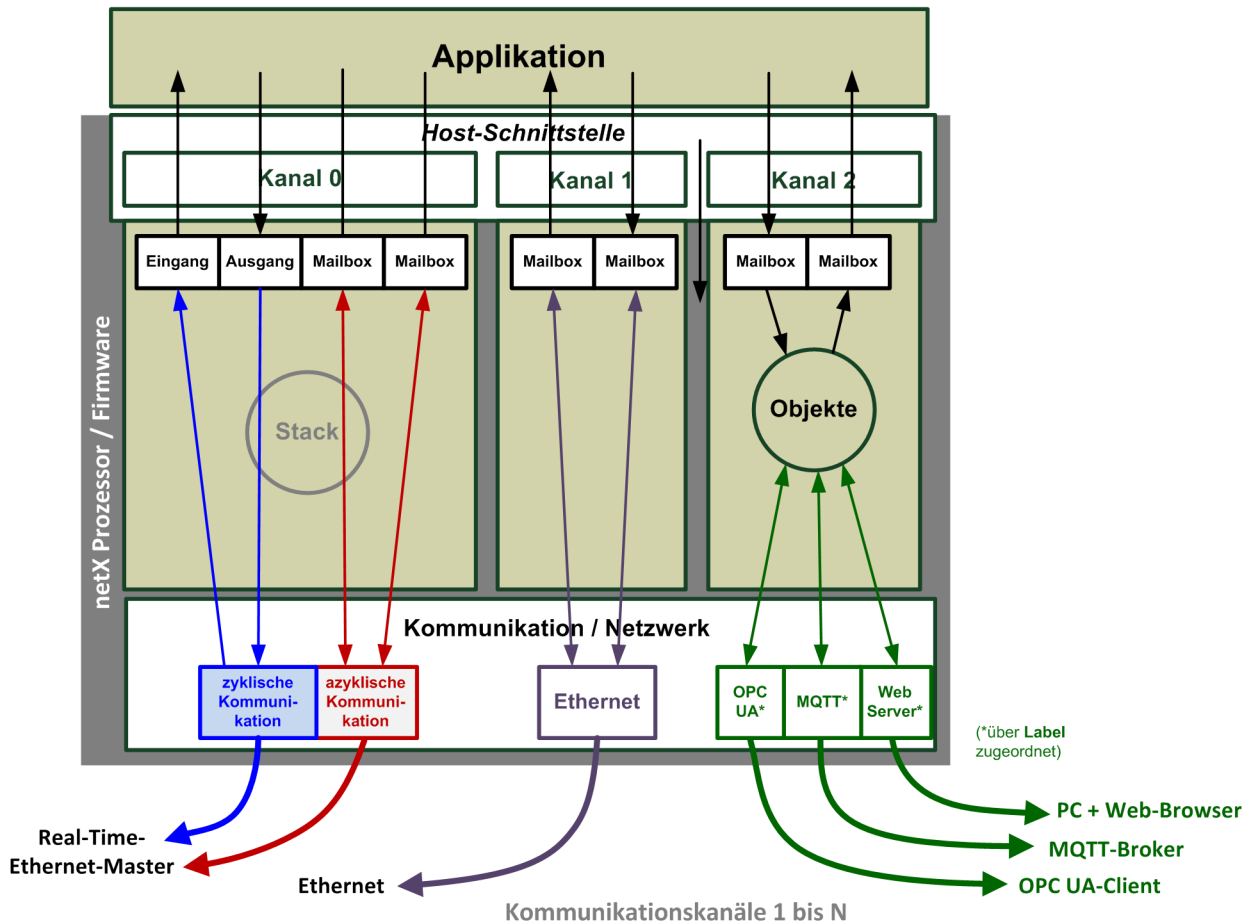 Applikation
Host-Schnittstelle
Kanal 0
Kanal 1
Kanal 2
Eingang
Ausgang
Mailbox
Mailbox
Mailbox
Mailbox
Mailbox
Mailbox
netX Prozessor / Firmware
Stack
Objekte
Kommunikation / Netzwerk
zyklische
Kommuni-
kation
azyklische
Kommuni-
kation
Ethernet
OPC
UA*
MQTT*
Web
Server*
(*über Label
zugeordnet)
Real-Time-
Ethernet-Master
Ethernet
PC + Web-Browser
MQTT-Broker
OPC UA-Client
Kommunikationskanäle 1 bis N